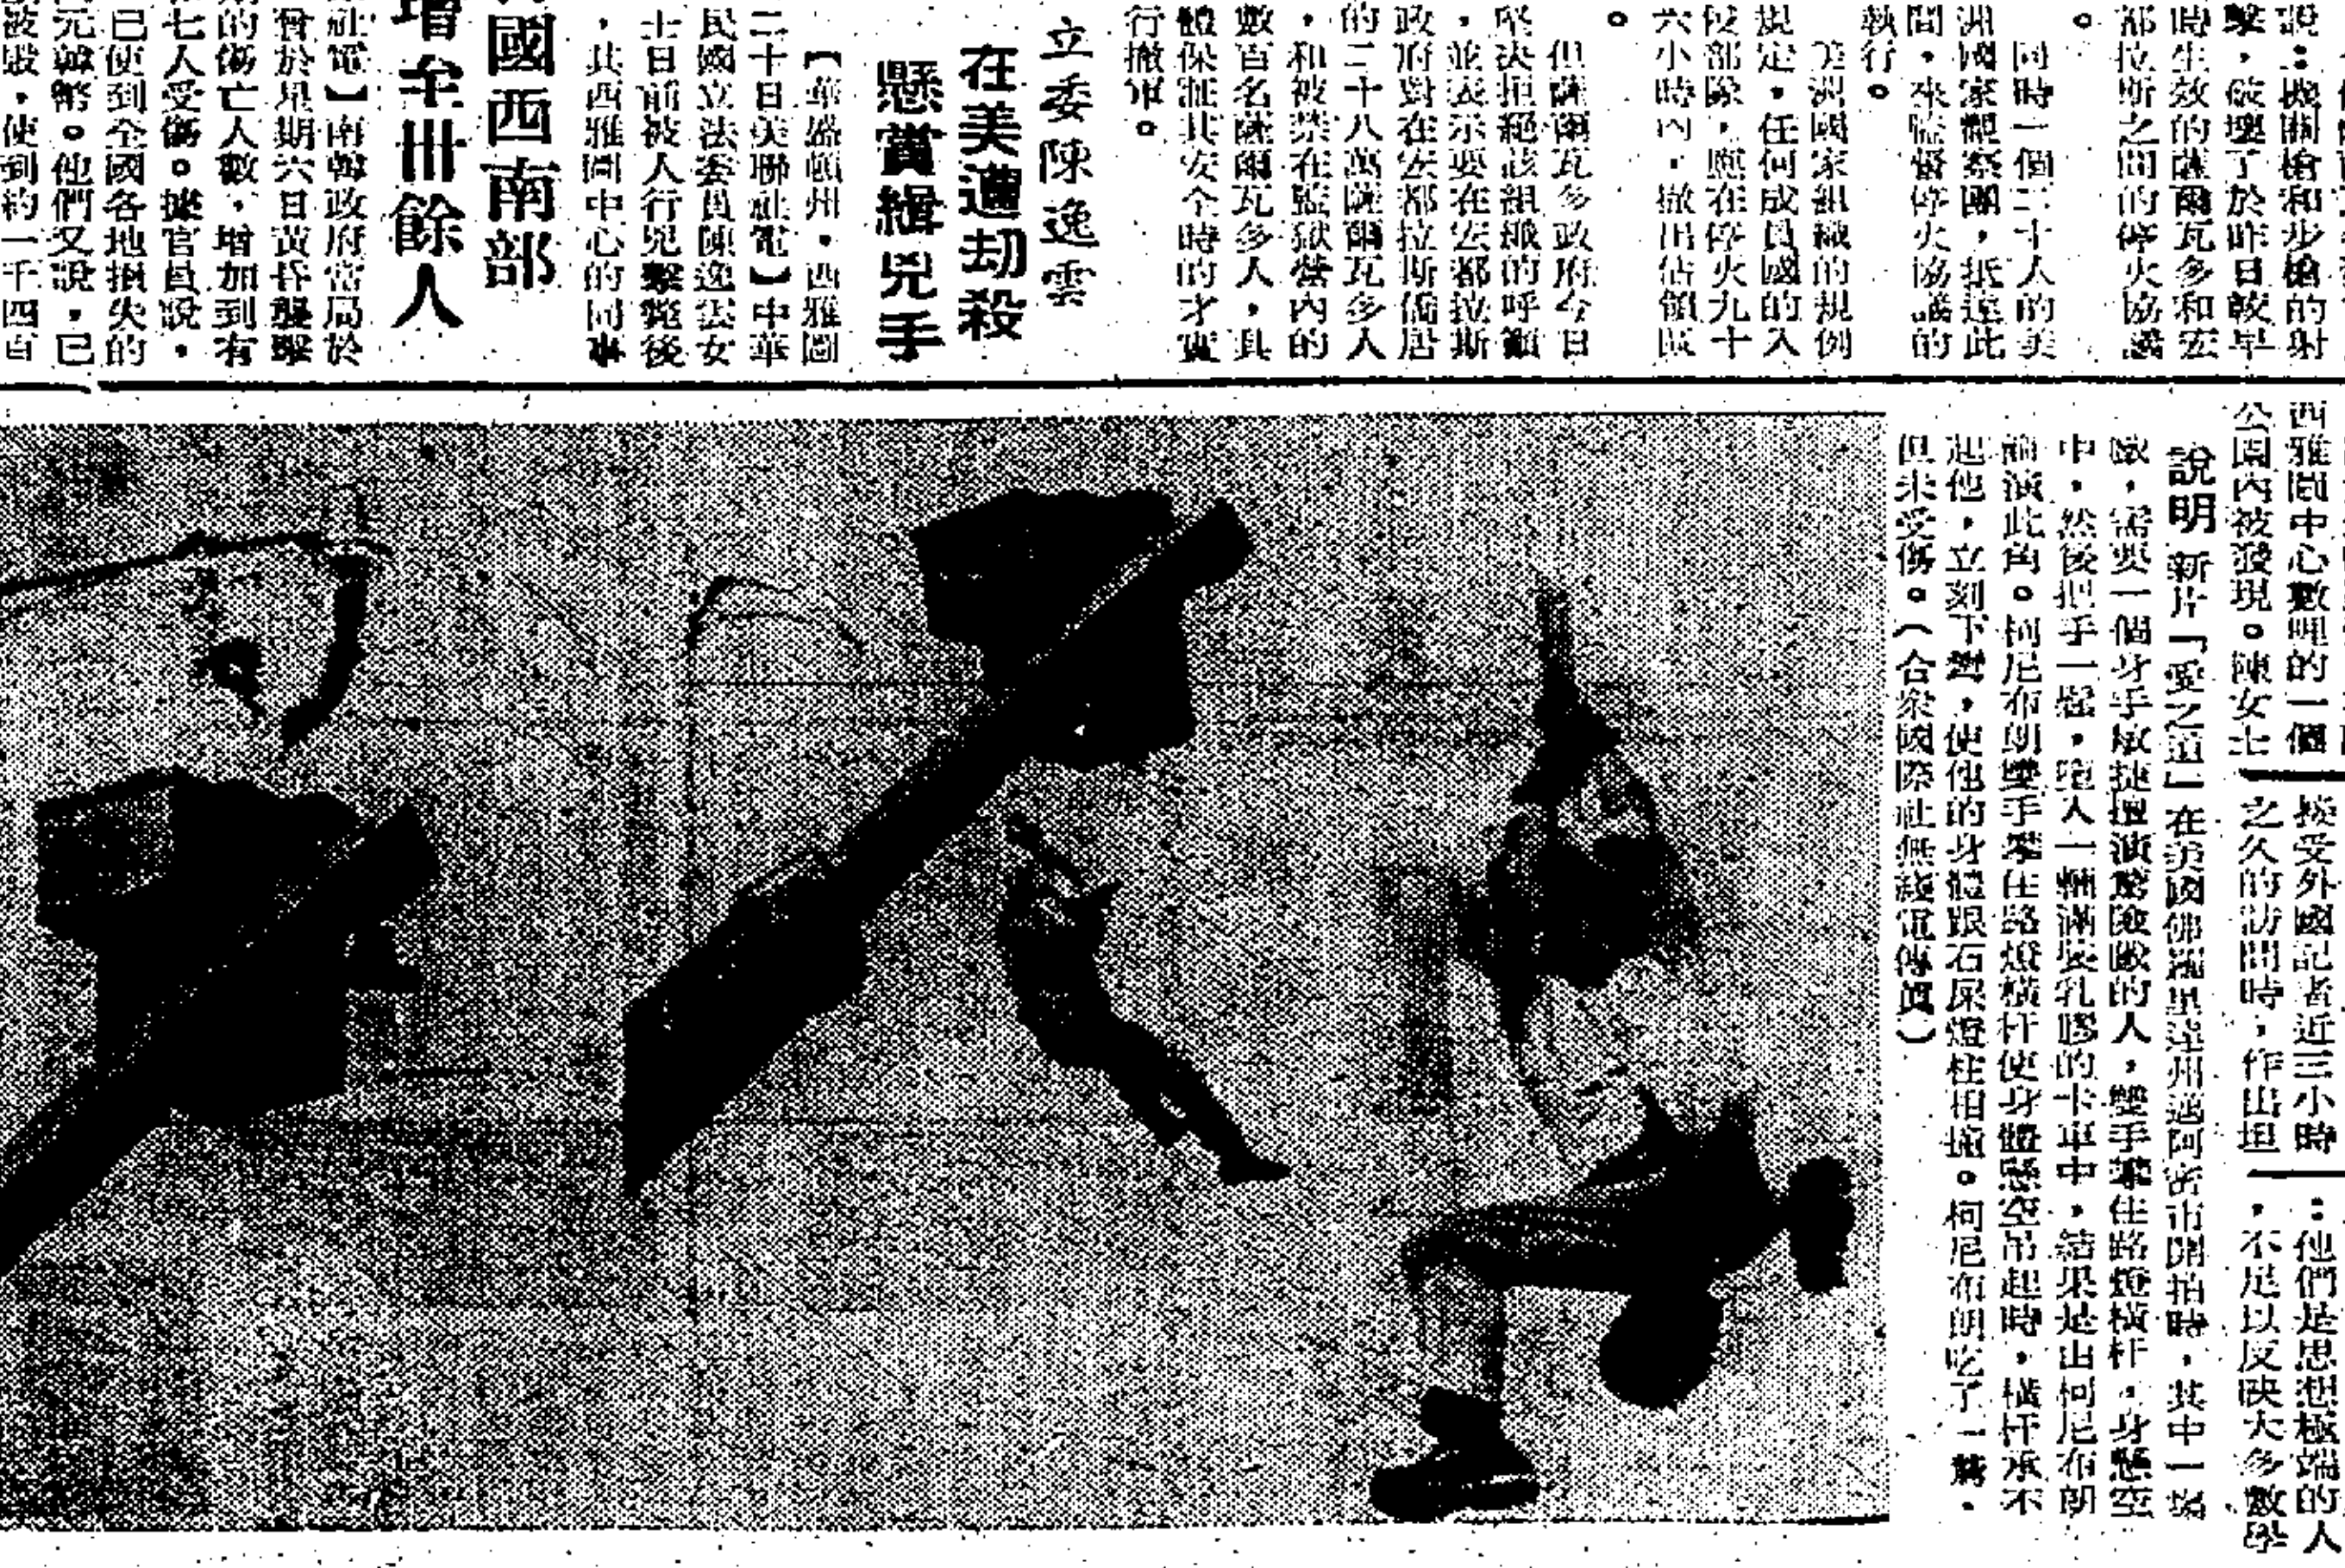 說：機關槍和步槍的射
擊，破壞了於昨日較早
時生效的薩爾瓦多和宏
都拉斯之間的停火協議
。
同時一個三十人的美
洲國家觀察團，抵達此
間，來監督停火協議的
執行。
美洲國家組織的規例
規定，任何成員國的入
侵部隊，應在停火九十
六小時內，撤出佔領區
。
但薩爾瓦多政府今日
堅決拒絕該組織的呼籲
，並表示要在宏都拉斯
政府對在宏都拉斯僑居
的二十八萬薩爾瓦多人
，和被禁在監獄營內的
數百名薩爾瓦多人，具
體保証其安全時的才實
行撤軍。
立委陳逸雲
在美遭劫殺
懸賞緝兇手
【華盛頓州，西雅圖
二十日美聯社電】中華
民國立法委員陳逸雲女
士日前被人行兇擊斃後
，其西雅圖中心的同事
國西南部
增至卅餘人
社電】南韓政府當局於
會於星期六日黃昏襲擊
的傷亡人數，增加到有
七人受傷。據官員說，
已使到全國各地損失的
元韓幣。他們又說，已
被毀，使到約一千四百
西雅圖中心數哩的一個
公園內被發現。陳女士
接受外國記者近三小時
之久的訪問時，作出坦
：他們是思想極端的人
，不足以反映大多數學
說明 新片「愛之道」在美國佛羅里達州邁阿密市開拍時，其中一場
戲，需要一個身手敏捷擅演驚險戲的人，雙手攀住路燈橫杆，身懸空
中，然後把手一鬆，墮入一輛滿裝乳膠的卡車中，結果是由柯尼布朗
前演此角。柯尼布朗雙手攀住路燈橫杆使身體懸空吊起時，橫杆承不
起他，立刻下彎，使他的身體跟石屎燈柱相撞。柯尼布朗吃了一驚，
但未受傷。（合眾國際社無綫電傳眞）